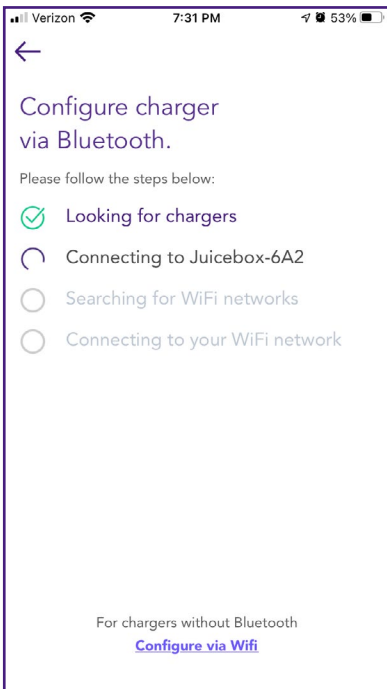 Verizon 7:31 PM 53%
Configure charger
via Bluetooth.
Please follow the steps below:
Looking for chargers
Connecting to Juicebox-6A2
Searching for WiFi networks
Connecting to your WiFi network
For chargers without Bluetooth
Configure via Wifi